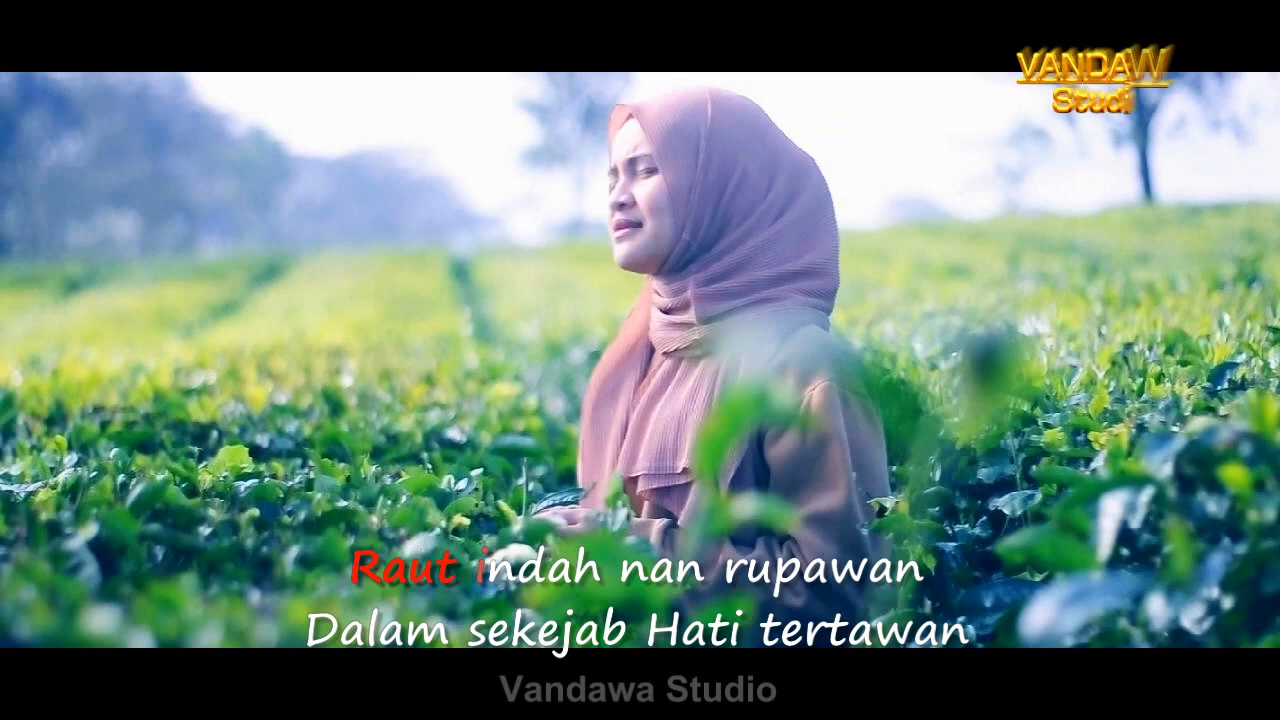 VANDAW
Studi
Raut indah nan rupawan
Dalam sekejab Hati tertawan
Vandawa Studio